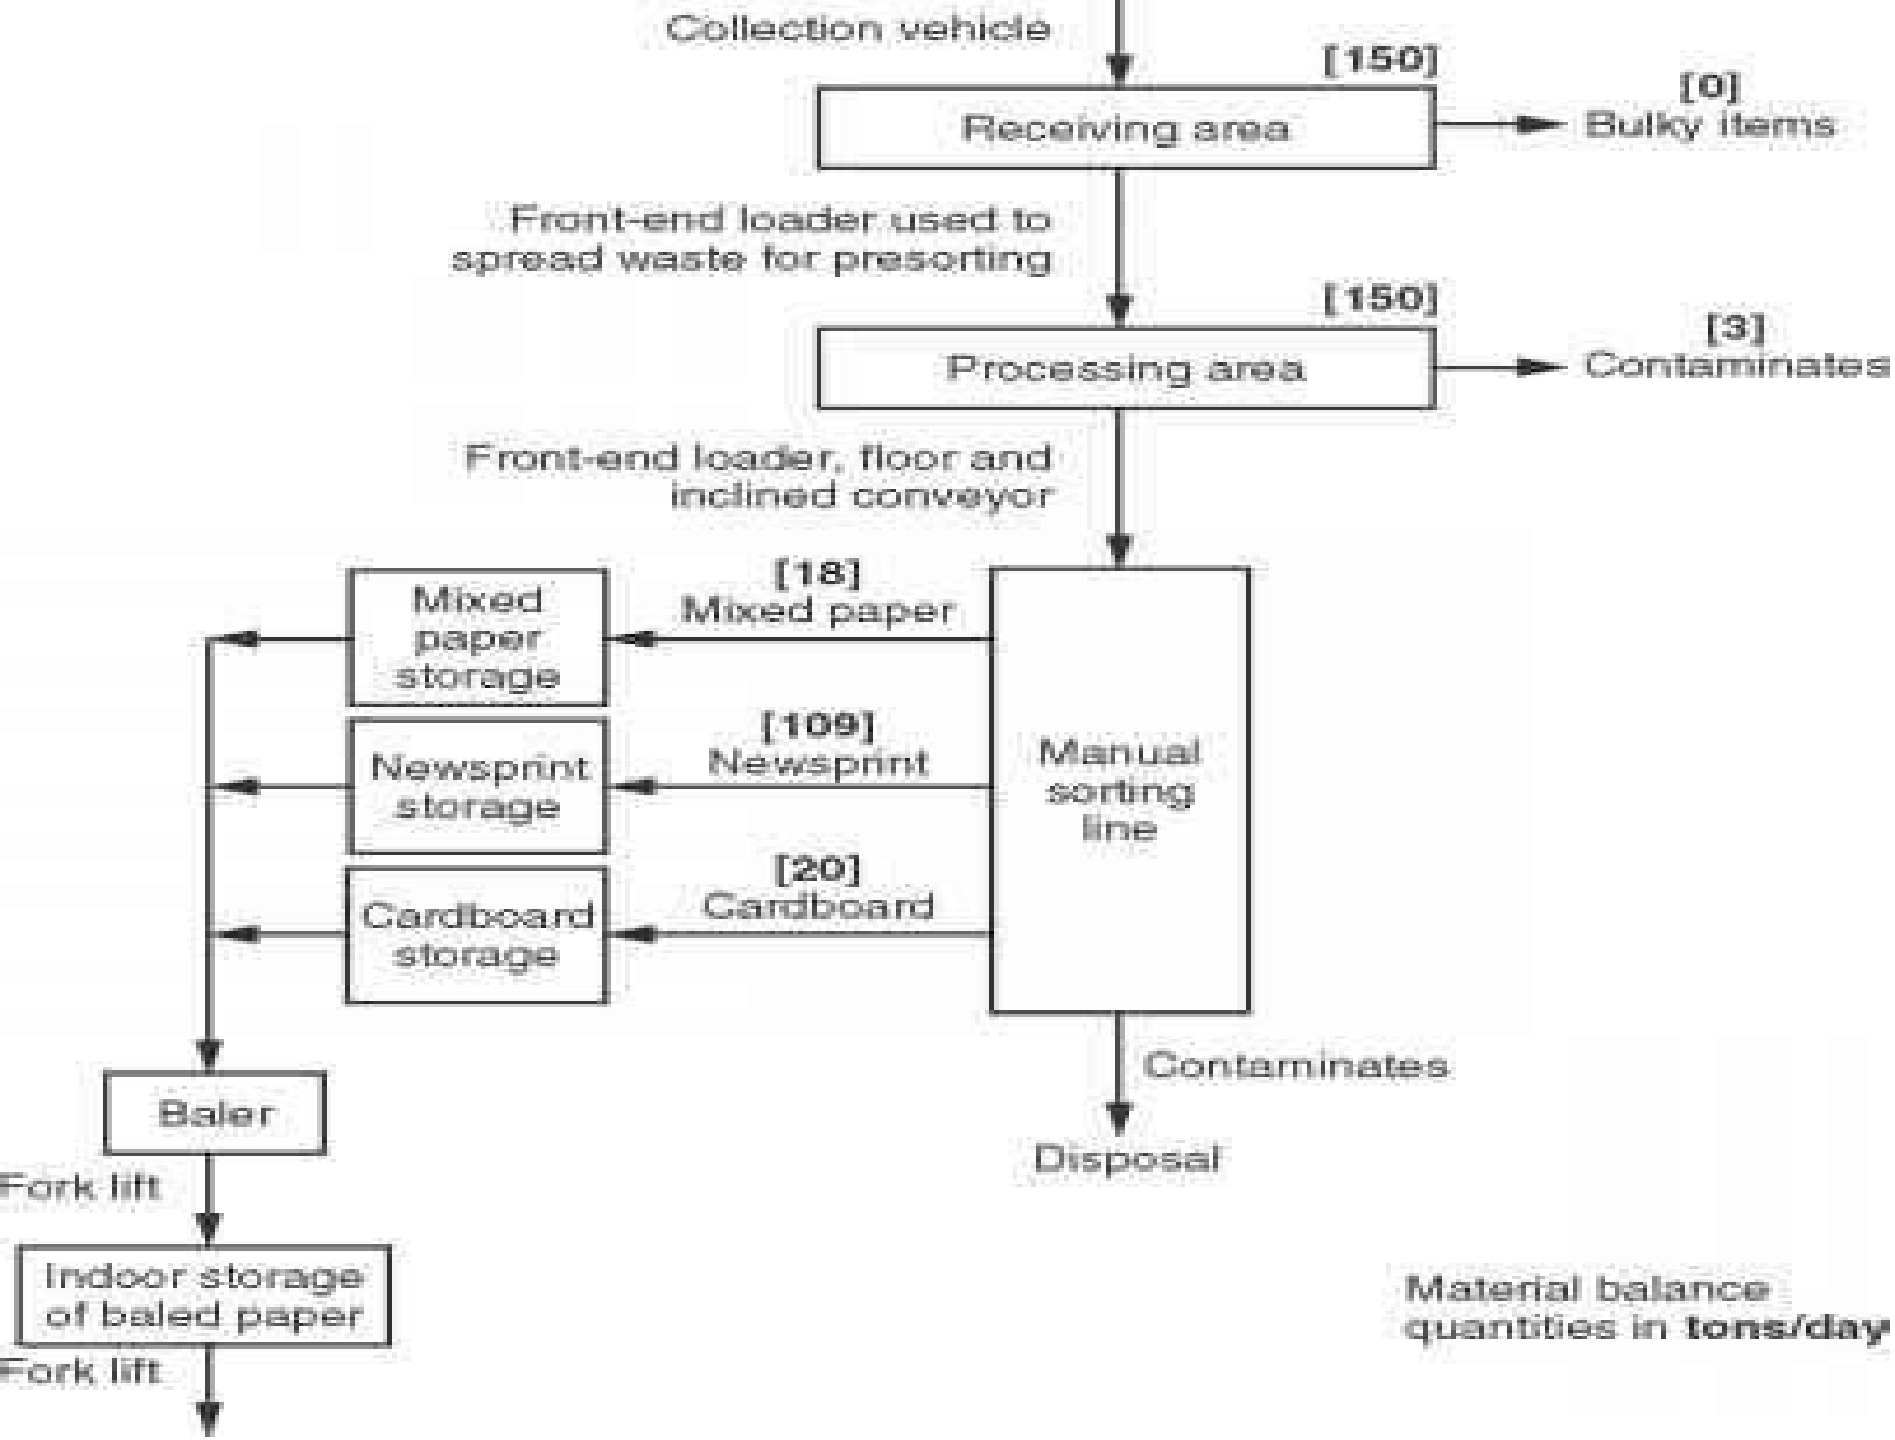 Collection vehicle
[150]
[0]
Receiving area
Bulky items
Front-end loader used to
spread waste for presorting
[150]
[3]
Processing area
Contaminates
Front-end loader, floor and
inclined conveyor
[18]
Mixed paper
Mixed
paper
storage
[109]
Newsprint
Newsprint
storage
[20]
Cardboard
Cardboard
storage
Manual
sorting
line
Contaminates
Disposal
Baler
Fork lift
Indoor storage
of baled paper
Fork lift
Material balance
quantities in tons/day